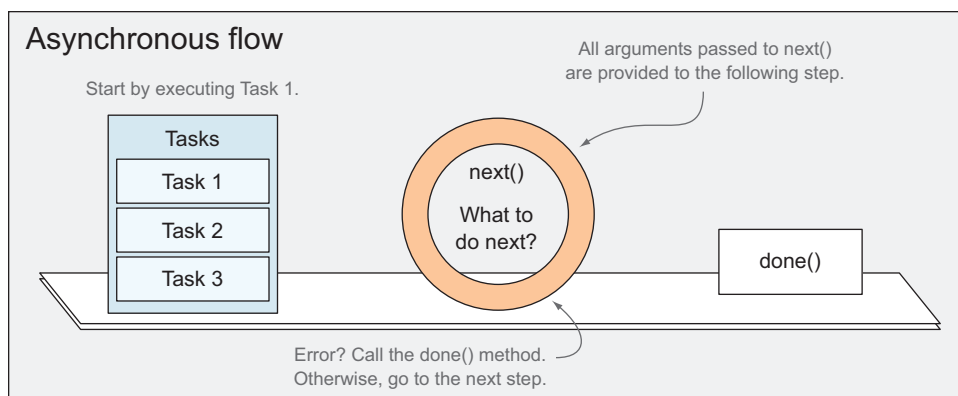 Asynchronous flow
Start by executing Task 1.
Tasks
Task 1
Task 2
Task 3
All arguments passed to next()
are provided to the following step.
next()
What to
do next?
done()
Error? Call the done() method.
Otherwise, go to the next step.